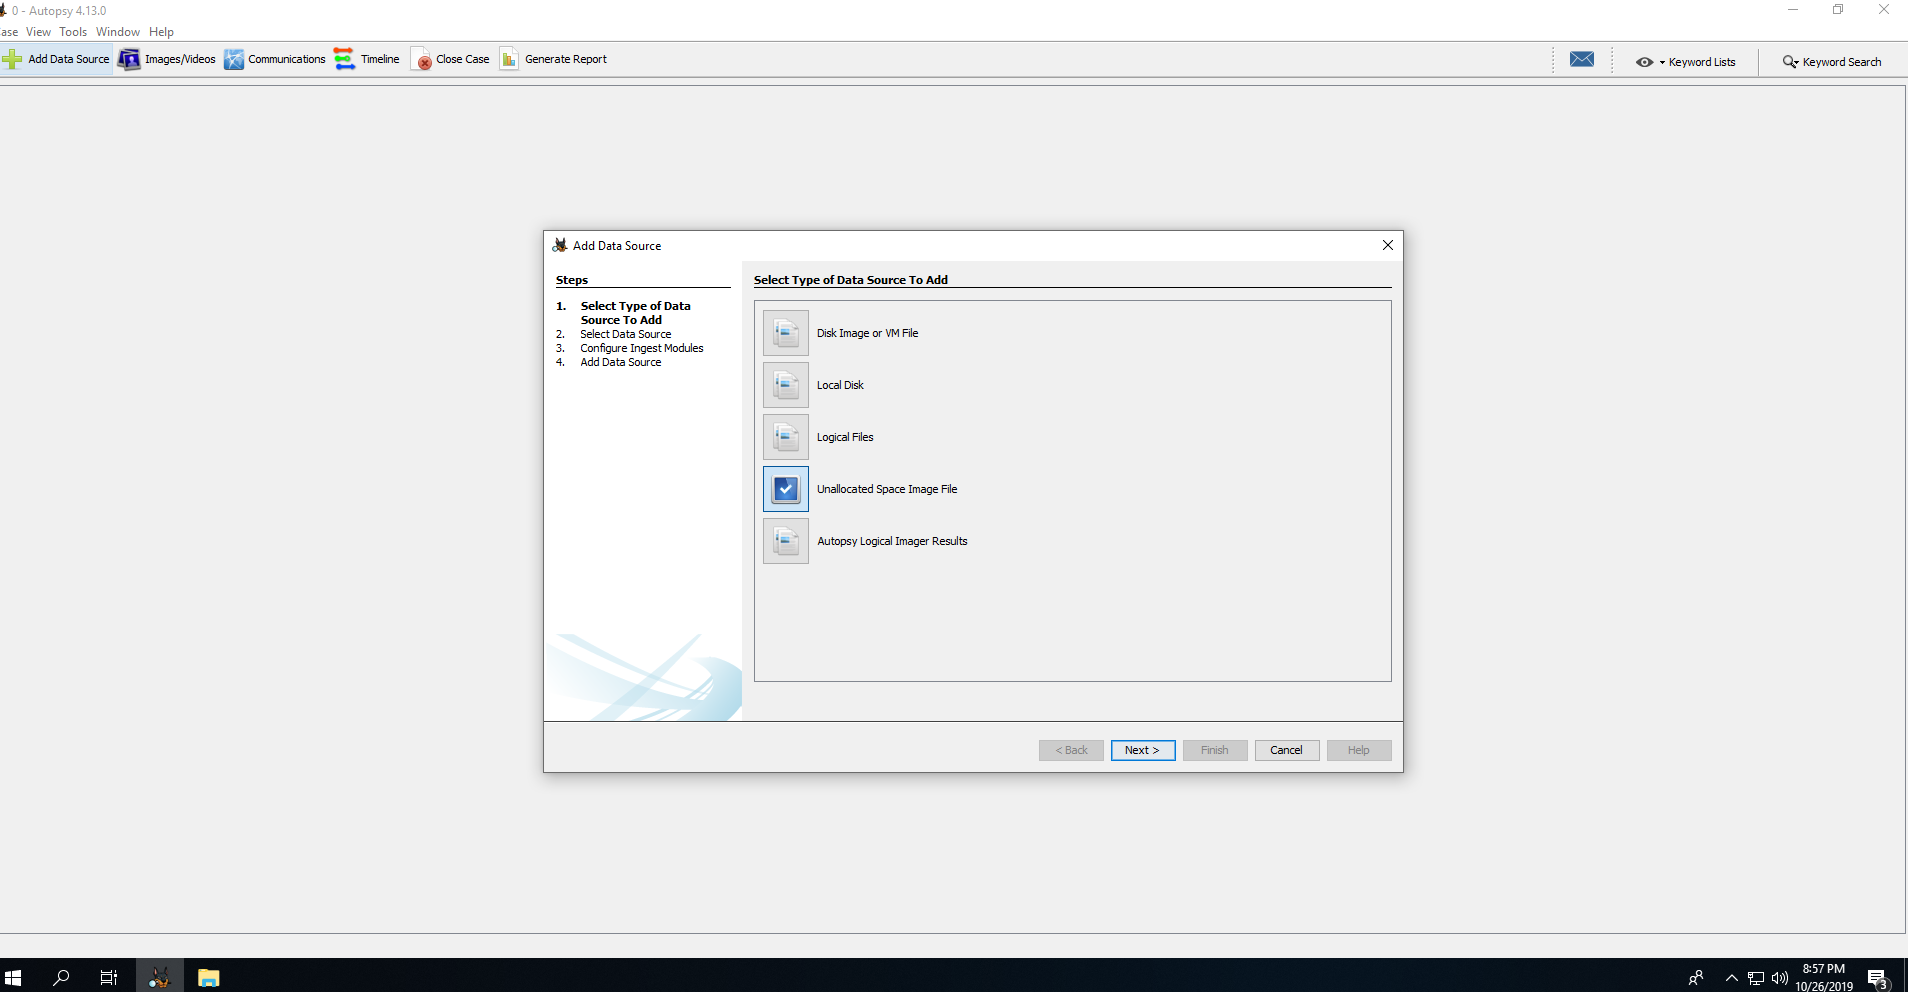 0 - Autopsy 4.13.0
ase View Tools Window Help
Add Data Source Images/Videos Communications Timeline Close Case Generate Report Keyword Lists Keyword Search
Add Data Source
Steps
1. Select Type of Data
Source To Add
2. Select Data Source
3. Configure Ingest Modules
4. Add Data Source
Select Type of Data Source To Add
Disk Image or VM File
Local Disk
Logical Files
Unallocated Space Image File
Autopsy Logical Imager Results
< Back Next > Finish Cancel Help
8:57 PM
10/26/2019
3